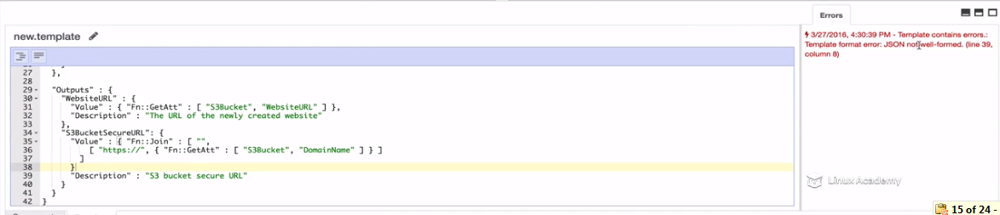 Errors
new.template
3/27/2016, 4:30:39 PM - Template contains errors.:
Template format error: JSON not well-formed. (line 39,
column 8)
27 },
28
29 "Outputs" : {
30 "WebsiteURL" : {
31 "Value" : { "Fn::GetAtt" : [ "S3Bucket", "WebsiteURL" ] },
32 "Description" : "The URL of the newly created website"
33 },
34 "S3BucketSecureURL": {
35 "Value" : { "Fn::Join" : [ "",
36 [ "https://", { "Fn::GetAtt" : [ "S3Bucket", "DomainName" ] } ]
37 ]
38 }
39 "Description" : "S3 bucket secure URL"
40 }
41 }
42 }
Linux Academy
15 of 24 -